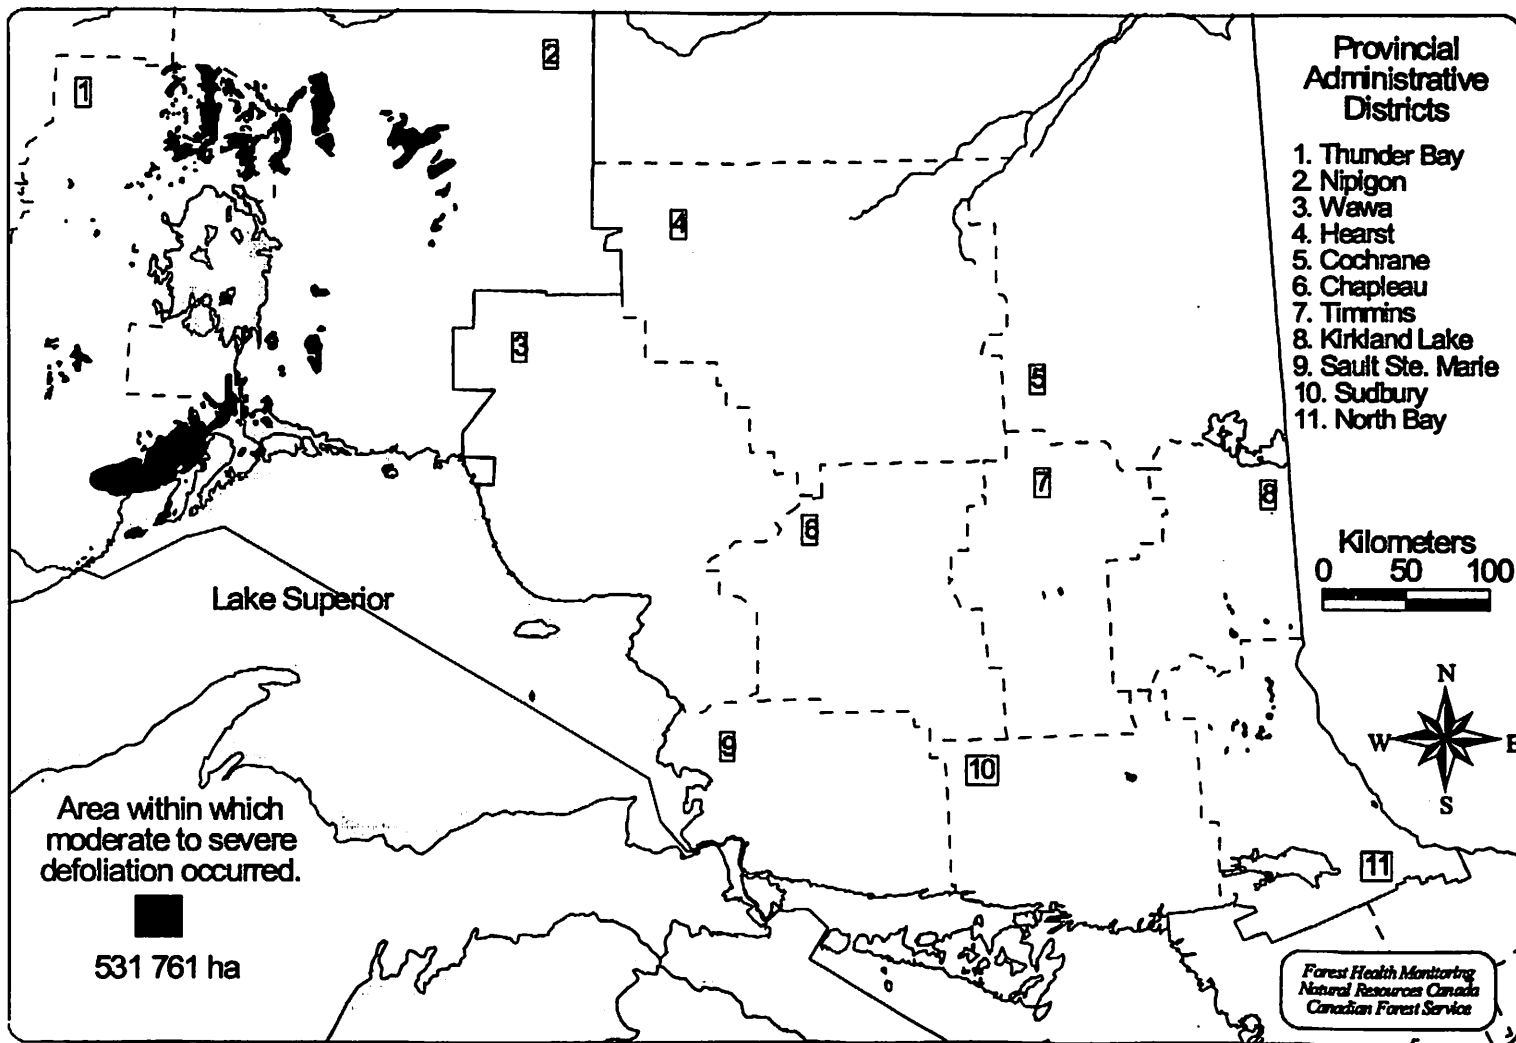 Provincial
Administrative
Districts
1. Thunder Bay
2. Nipigon
3. Wawa
4. Hearst
5. Cochrane
6. Chapleau
7. Timmins
8. Kirkland Lake
9. Sault Ste. Marie
10. Sudbury
11. North Bay
1
2
3
4
5
6
7
8
9
10
11
Kilometers
0 50 100
N
W E
S
Lake Superior
Area within which
moderate to severe
defoliation occurred.
531 761 ha
Forest Health Monitoring
Natural Resources Canada
Canadian Forest Service